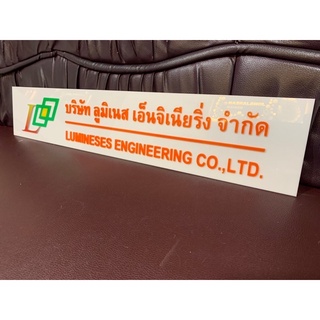 บริษัท ลูมิเนส เอ็นจิเนียริ่ง จำกัด
LUMINESES ENGINEERING CO.,LTD.